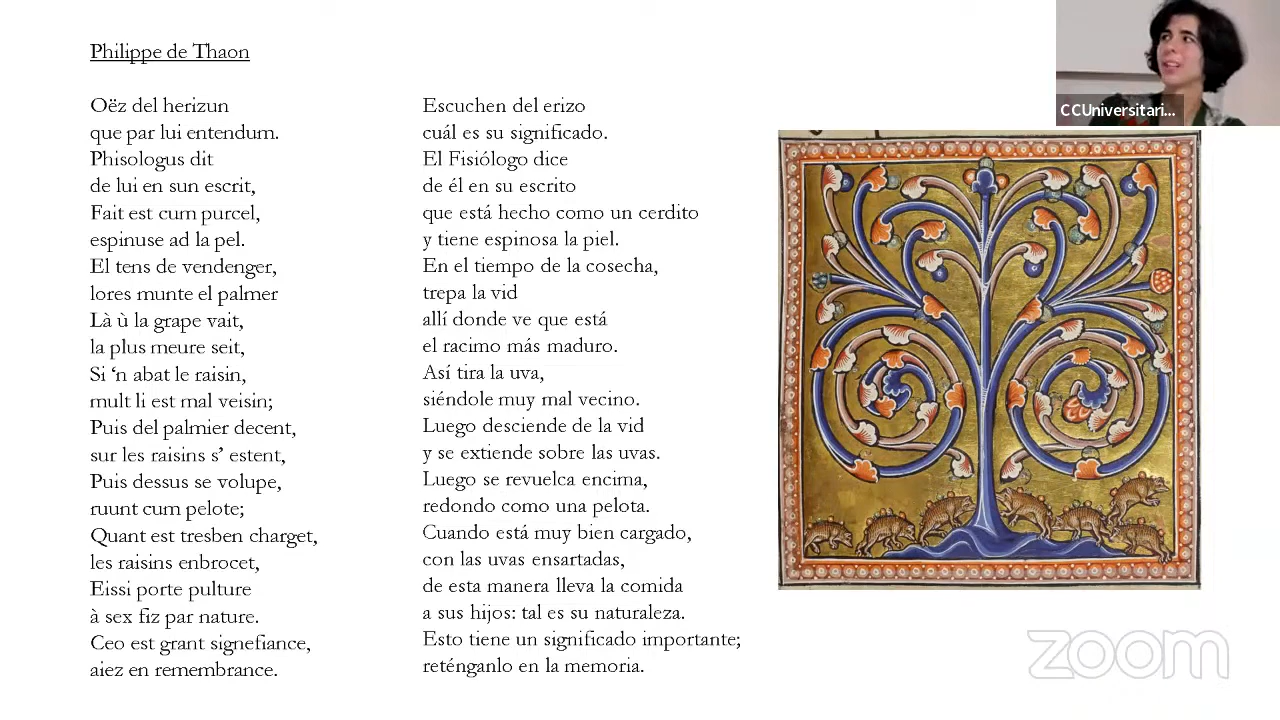 Philippe de Thaon
Oëz del herizun
que par lui entendum.
Phisologus dit
de lui en sun escrit,
Fait est cum purcel,
espinuse ad la pel.
El tens de vendenger,
lores munte el palmer
Là ù la grape vait,
la plus meure seit,
Si ‘n abat le raisin,
mult li est mal veisin;
Puis del palmier decent,
sur les raisins s’ estent,
Puis dessus se volupe,
ruunt cum pelote;
Quant est tresben charget,
les raisins enbrocet,
Eissi porte pulture
à sex fiz par nature.
Ceo est grant signefiance,
aiez en remembrance.
Escuchen del erizo
cuál es su significado.
El Fisiólogo dice
de él en su escrito
que está hecho como un cerdito
y tiene espinosa la piel.
En el tiempo de la cosecha,
trepa la vid
allí donde ve que está
el racimo más maduro.
Así tira la uva,
siéndole muy mal vecino.
Luego desciende de la vid
y se extiende sobre las uvas.
Luego se revuelca encima,
redondo como una pelota.
Cuando está muy bien cargado,
con las uvas ensartadas,
de esta manera lleva la comida
a sus hijos: tal es su naturaleza.
Esto tiene un significado importante;
reténganlo en la memoria.
CCUniversitari...
zoom